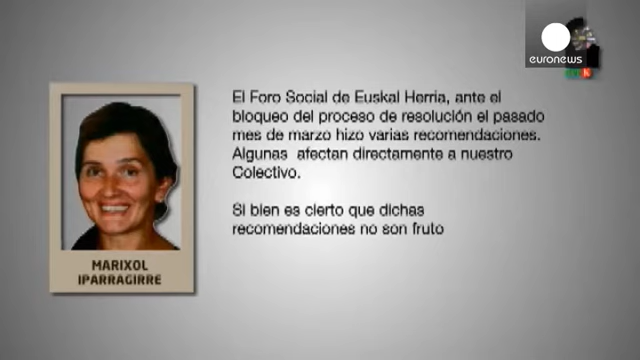 euronews
El Foro Social de Euskal Herria, ante el
bloqueo del proceso de resolución el pasado
mes de marzo hizo varias recomendaciones.
Algunas afectan directamente a nuestro
Colectivo.
Si bien es cierto que dichas
recomendaciones no son fruto
MARIXOL
IPARRAGIRRE